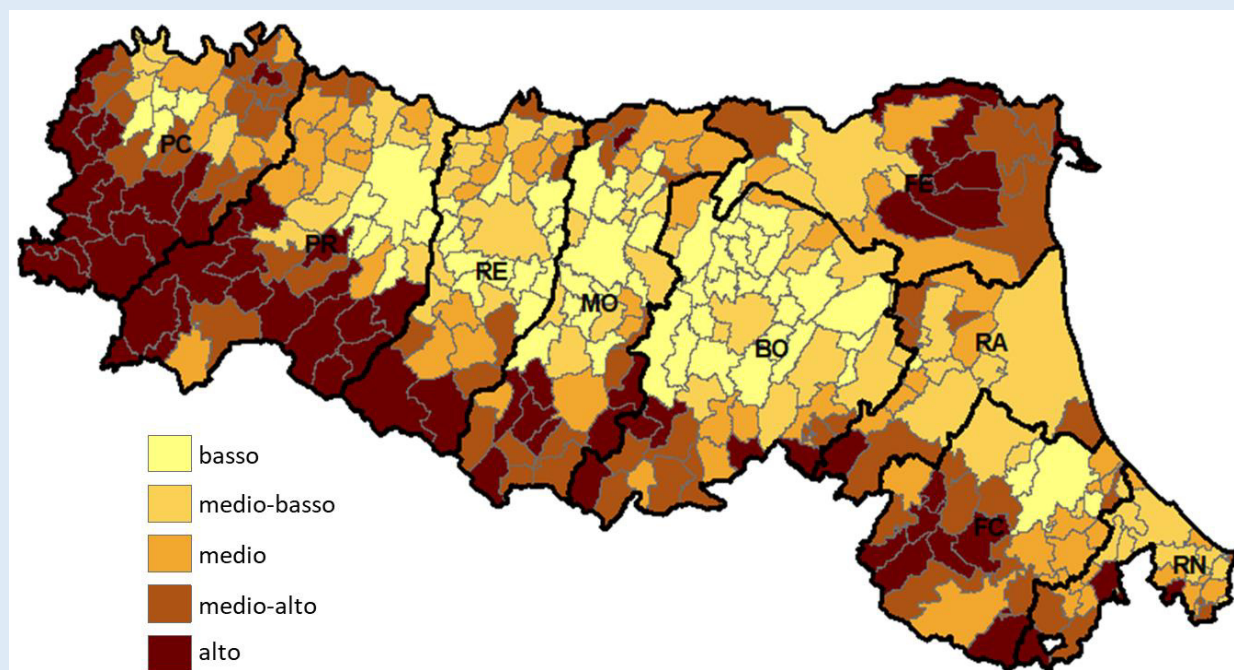 PC
PR
RE
MO
BO
FE
RA
FC
RN
basso
medio-basso
medio
medio-alto
alto